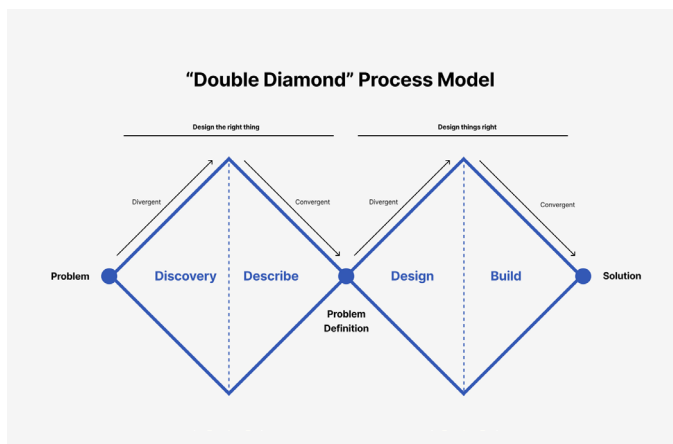 “Double Diamond” Process Model
Design the right thing
Design things right
Divergent
Convergent
Divergent
Convergent
Problem
Discovery
Describe
Design
Build
Solution
Problem
Definition